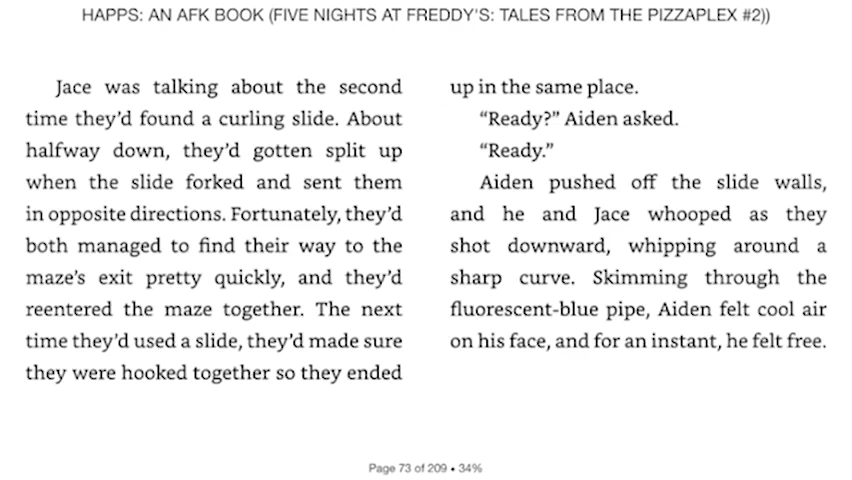 HAPPS: AN AFK BOOK (FIVE NIGHTS AT FREDDY'S: TALES FROM THE PIZZAPLEX #2))
Jace was talking about the second
time they’d found a curling slide. About
halfway down, they’d gotten split up
when the slide forked and sent them
in opposite directions. Fortunately, they’d
both managed to find their way to the
maze’s exit pretty quickly, and they’d
reentered the maze together. The next
time they’d used a slide, they’d made sure
they were hooked together so they ended
up in the same place.
“Ready?” Aiden asked.
“Ready.”
Aiden pushed off the slide walls,
and he and Jace whooped as they
shot downward, whipping around a
sharp curve. Skimming through the
fluorescent-blue pipe, Aiden felt cool air
on his face, and for an instant, he felt free.
Page 73 of 209 • 34%